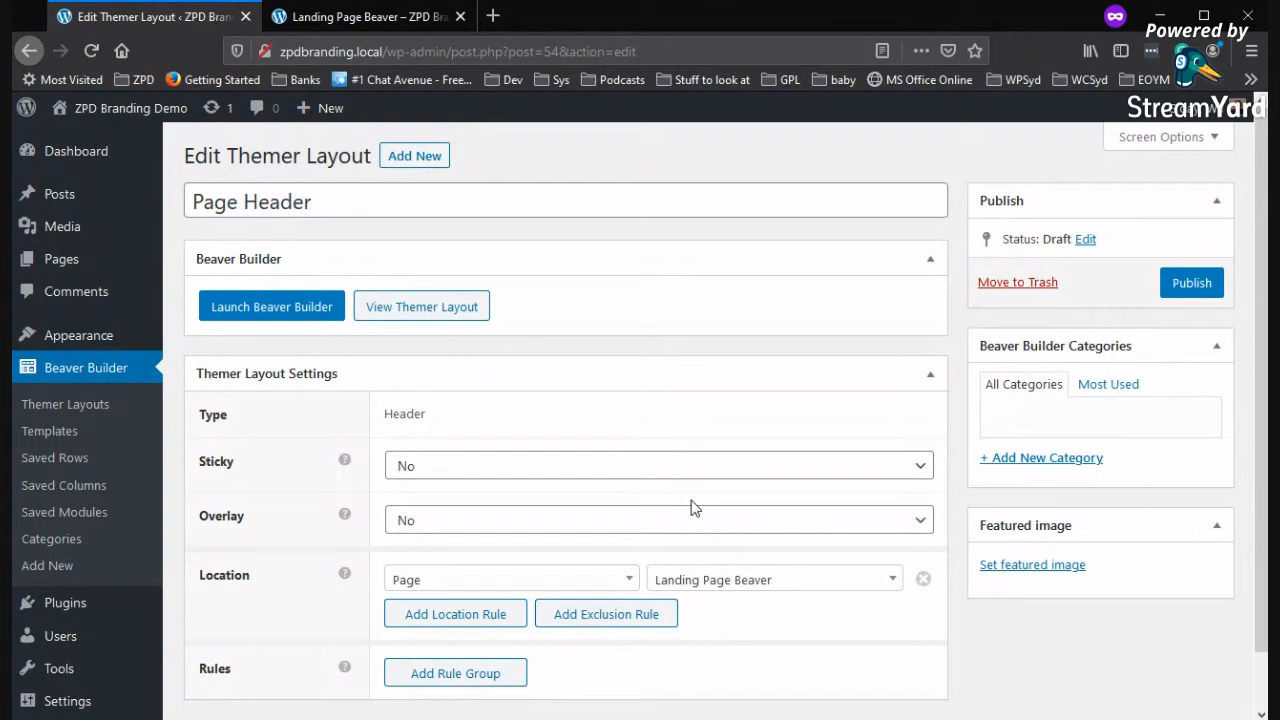 Edit Themer Layout ‹ ZPD Bran
Landing Page Beaver – ZPD Bra
Powered by
zpdbranding.local/wp-admin/post.php?post=54&action=edit
Most Visited
ZPD
Getting Started
Banks
#1 Chat Avenue - Free...
Dev
Sys
Podcasts
Stuff to look at
GPL
baby
MS Office Online
WPSyd
WCSyd
EOYM
StreamYard
ZPD Branding Demo
1
0
New
Screen Options
Dashboard
Posts
Media
Pages
Comments
Appearance
Beaver Builder
Themer Layouts
Templates
Saved Rows
Saved Columns
Saved Modules
Categories
Add New
Plugins
Users
Tools
Settings
Edit Themer Layout
Add New
Page Header
Beaver Builder
Launch Beaver Builder
View Themer Layout
Themer Layout Settings
Type
Header
Sticky
?
No
Overlay
?
No
Location
?
Page
Landing Page Beaver
Add Location Rule
Add Exclusion Rule
Rules
?
Add Rule Group
Publish
Status: Draft Edit
Move to Trash
Publish
Beaver Builder Categories
All Categories
Most Used
+ Add New Category
Featured image
Set featured image